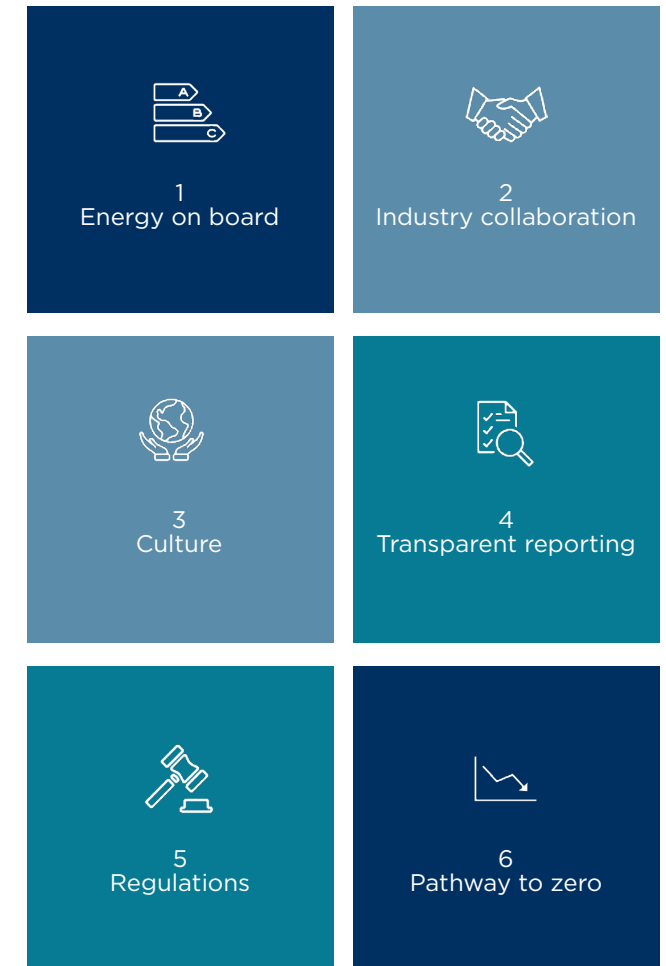 A
B
C
1
Energy on board
2
Industry collaboration
3
Culture
4
Transparent reporting
5
Regulations
6
Pathway to zero